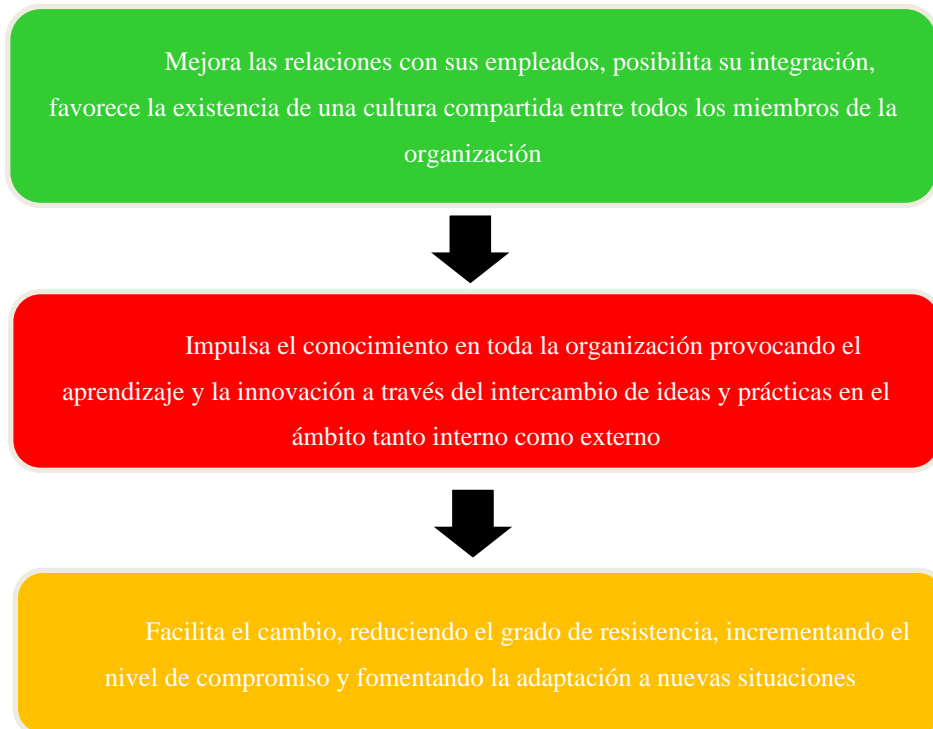 Mejora las relaciones con sus empleados, posibilita su integración,
favorece la existencia de una cultura compartida entre todos los miembros de la
organización
Impulsa el conocimiento en toda la organización provocando el
aprendizaje y la innovación a través del intercambio de ideas y prácticas en el
ámbito tanto interno como externo
Facilita el cambio, reduciendo el grado de resistencia, incrementando el
nivel de compromiso y fomentando la adaptación a nuevas situaciones